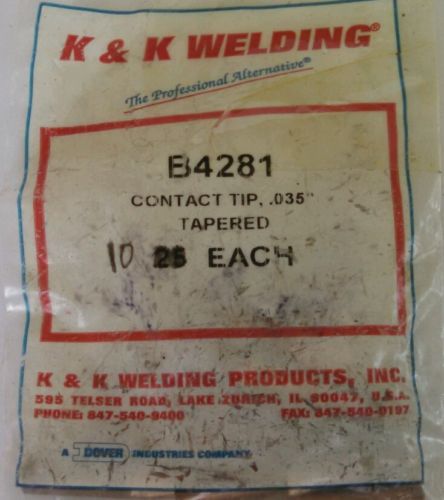 K & K WELDING®
The Professional Alternative®
B4281
CONTACT TIP, .035"
TAPERED
10 25 EACH
K & K WELDING PRODUCTS, INC.
595 TELSER ROAD, LAKE ZURICH, IL 60047, U.S.A.
PHONE: 847-540-9400 FAX: 847-540-0197
A DOVER INDUSTRIES COMPANY